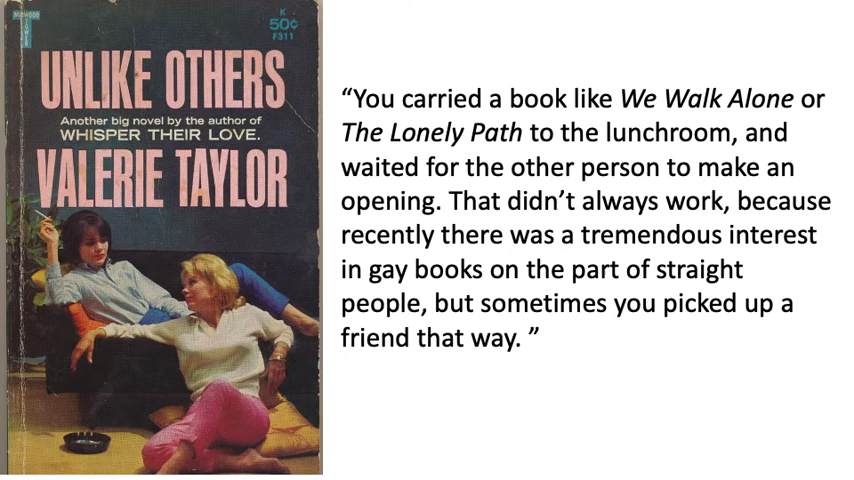 MIDWOOD
TOWER
K
50¢
F311
UNLIKE OTHERS
Another big novel by the author of
WHISPER THEIR LOVE.
VALERIE TAYLOR
“You carried a book like We Walk Alone or
The Lonely Path to the lunchroom, and
waited for the other person to make an
opening. That didn’t always work, because
recently there was a tremendous interest
in gay books on the part of straight
people, but sometimes you picked up a
friend that way. ”